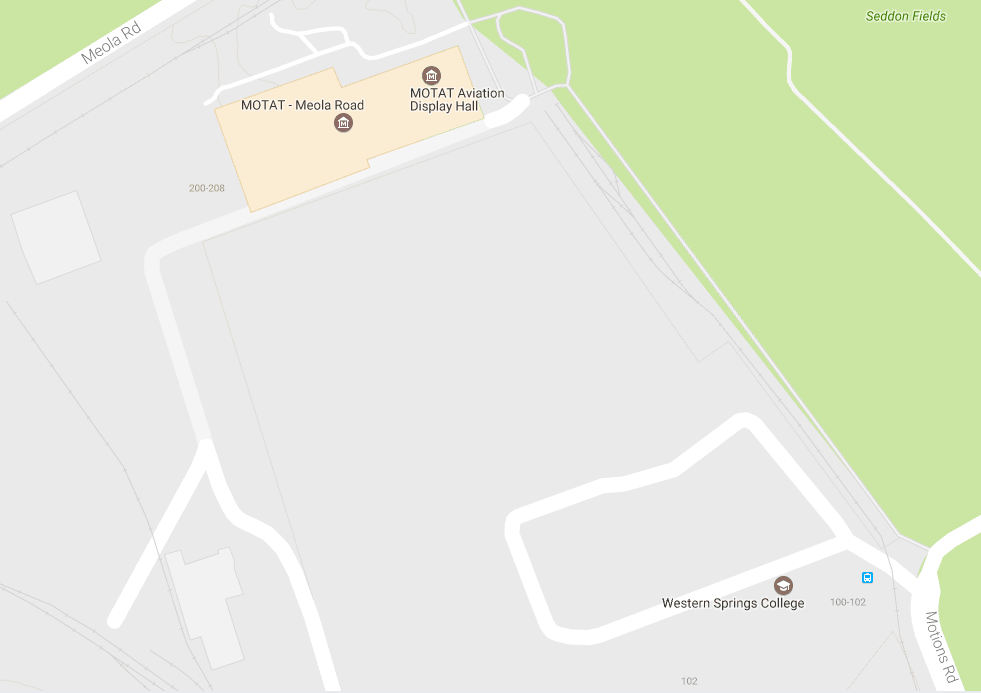 Seddon Fields
Meola Rd
MOTAT Aviation
Display Hall
MOTAT - Meola Road
200-208
Western Springs College
100-102
Motions Rd
102